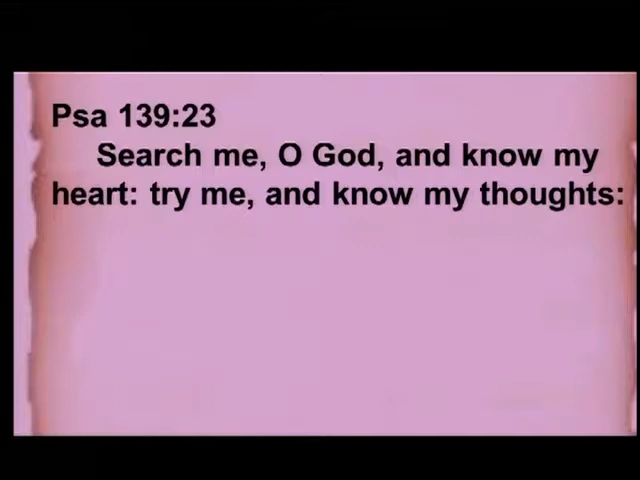 Psa 139:23
Search me, O God, and know my
heart: try me, and know my thoughts: